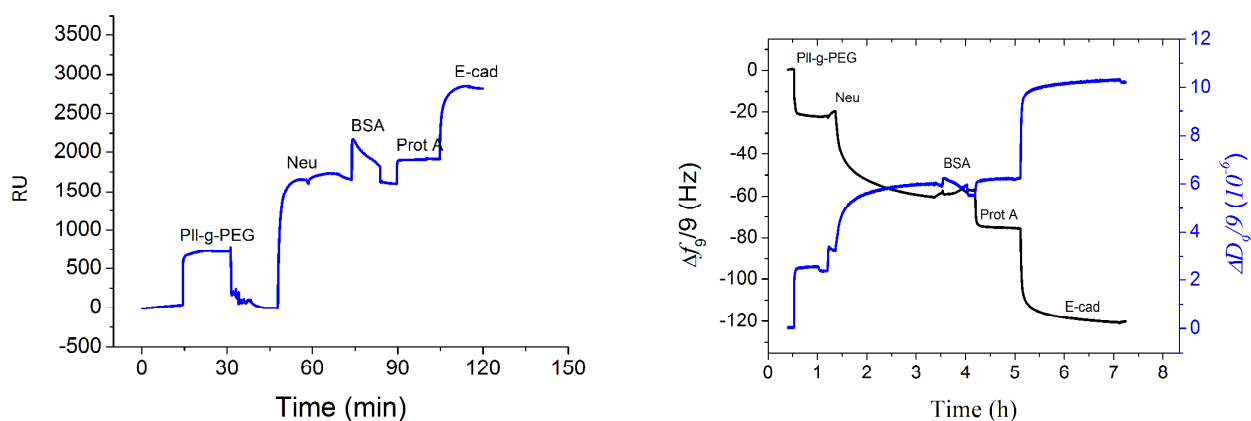 3500
3000
2500
2000
1500
1000
500
0
-500
RU
Pll-g-PEG
Neu
BSA
Prot A
E-cad
0 30 60 90 120 150
Time (min)
0
-20
-40
-60
-80
-100
-120
Δf₉/9 (Hz)
Pll-g-PEG
Neu
BSA
Prot A
E-cad
12
10
8
6
4
2
0
ΔD₉/9 (10⁻⁶)
0 1 2 3 4 5 6 7 8
Time (h)